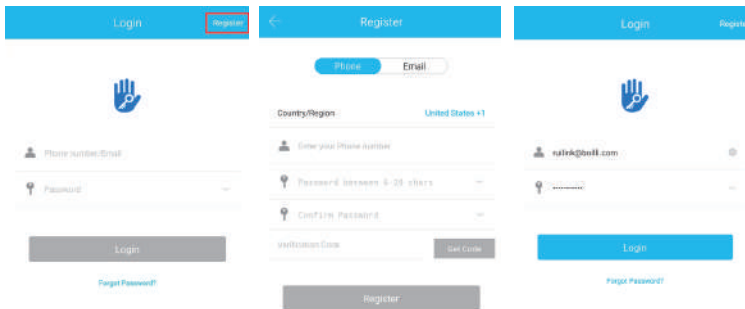 Login
Register
Phone number/Email
Password
Login
Forgot Password?
Register
Phone
Email
Country/Region
United States +1
Enter your Phone number
Password between 6-20 chars
Confirm Password
Verification Code
Get Code
Register
Login
Registe
Login
Forgot Password?